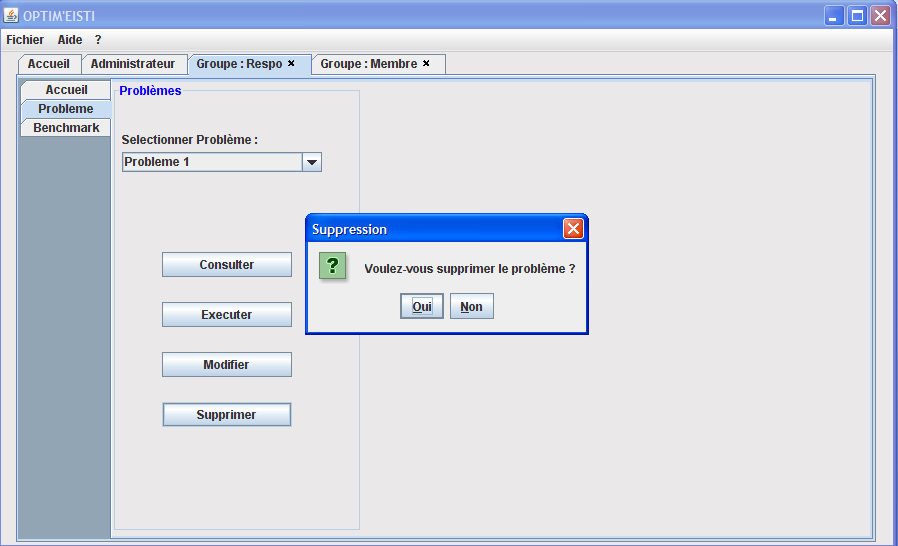 OPTIM'EISTI
Fichier Aide ?
Accueil Administrateur Groupe : Respo × Groupe : Membre ×
Accueil
Probleme
Benchmark
Problèmes
Selectionner Problème :
Probleme 1
Consulter
Executer
Modifier
Supprimer
Suppression
? Voulez-vous supprimer le problème ?
Oui Non